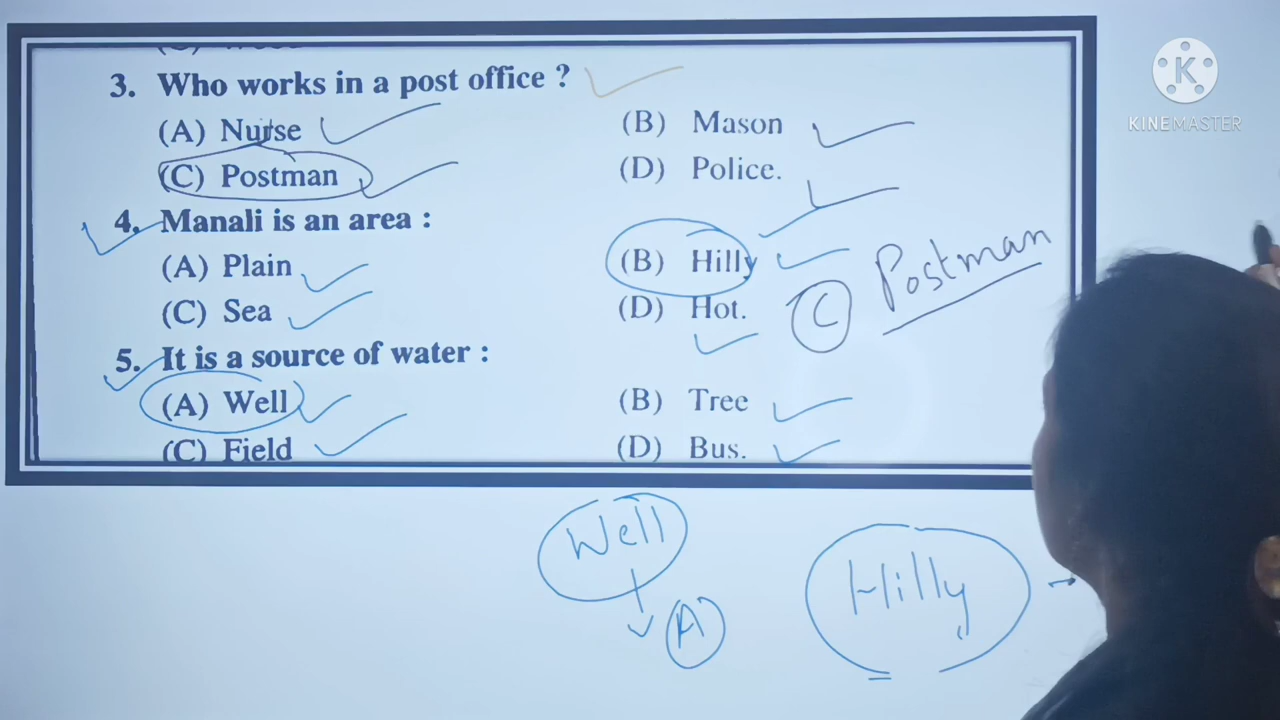 3. Who works in a post office ?
(A) Nurse (B) Mason
(C) Postman (D) Police.
4. Manali is an area :
(A) Plain (B) Hilly
(C) Sea (D) Hot.
C Postman
5. It is a source of water :
(A) Well (B) Tree
(C) Field (D) Bus.
Well
A
Hilly
K
KINEMASTER